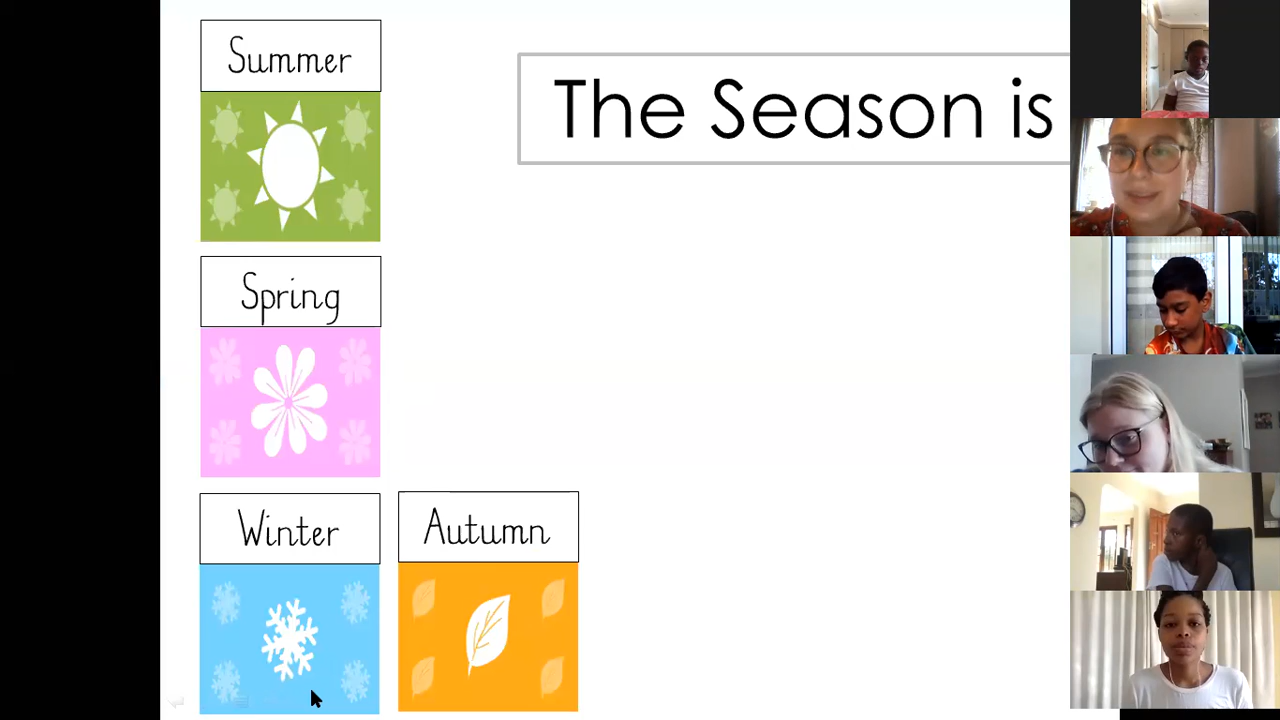 Summer
The Season is
Spring
Winter
Autumn